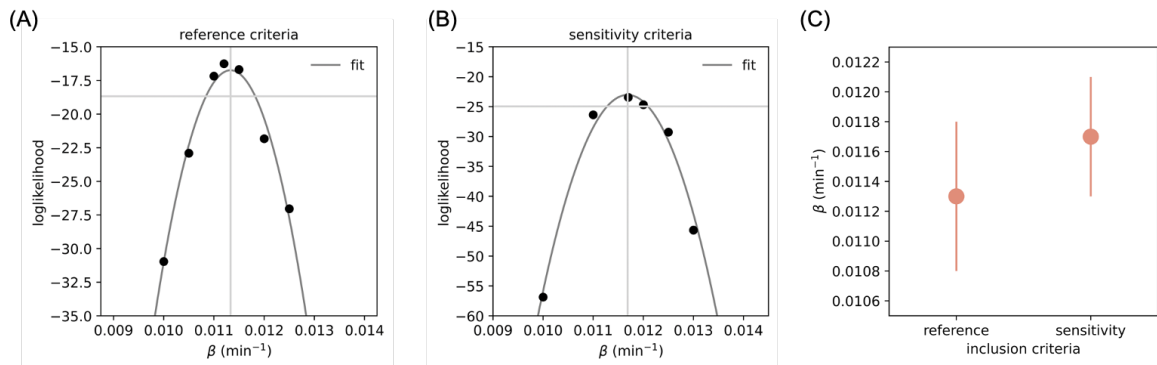 (A)
reference criteria
fit
−15.0
−17.5
−20.0
−22.5
−25.0
−27.5
−30.0
−32.5
−35.0
loglikelihood
0.009 0.010 0.011 0.012 0.013 0.014
β (min⁻¹)
(B)
sensitivity criteria
fit
−15
−20
−25
−30
−35
−40
−45
−50
−55
−60
loglikelihood
0.009 0.010 0.011 0.012 0.013 0.014
β (min⁻¹)
(C)
0.0122
0.0120
0.0118
0.0116
0.0114
0.0112
0.0110
0.0108
0.0106
β (min⁻¹)
reference sensitivity
inclusion criteria